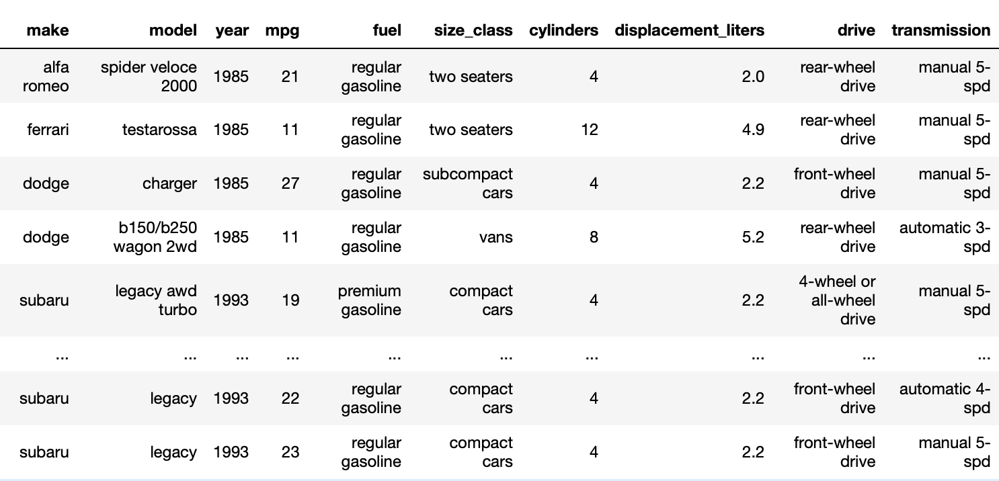 make model year mpg fuel size_class cylinders displacement_liters drive transmission
alfa romeo spider veloce 2000 1985 21 regular gasoline two seaters 4 2.0 rear-wheel drive manual 5-spd
ferrari testarossa 1985 11 regular gasoline two seaters 12 4.9 rear-wheel drive manual 5-spd
dodge charger 1985 27 regular gasoline subcompact cars 4 2.2 front-wheel drive manual 5-spd
dodge b150/b250 wagon 2wd 1985 11 regular gasoline vans 8 5.2 rear-wheel drive automatic 3-spd
subaru legacy awd turbo 1993 19 premium gasoline compact cars 4 2.2 4-wheel or all-wheel drive manual 5-spd
... ... ... ... ... ... ... ... ... ...
subaru legacy 1993 22 regular gasoline compact cars 4 2.2 front-wheel drive automatic 4-spd
subaru legacy 1993 23 regular gasoline compact cars 4 2.2 front-wheel drive manual 5-spd